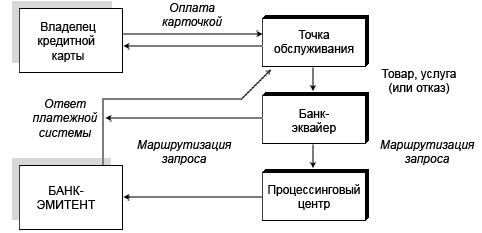 Оплата
карточкой
Владелец
кредитной
карты
Точка
обслуживания
Товар, услуга
(или отказ)
Ответ
платежной
системы
Банк-
эквайер
Маршрутизация
запроса
Маршрутизация
запроса
БАНК-
ЭМИТЕНТ
Процессинговый
центр